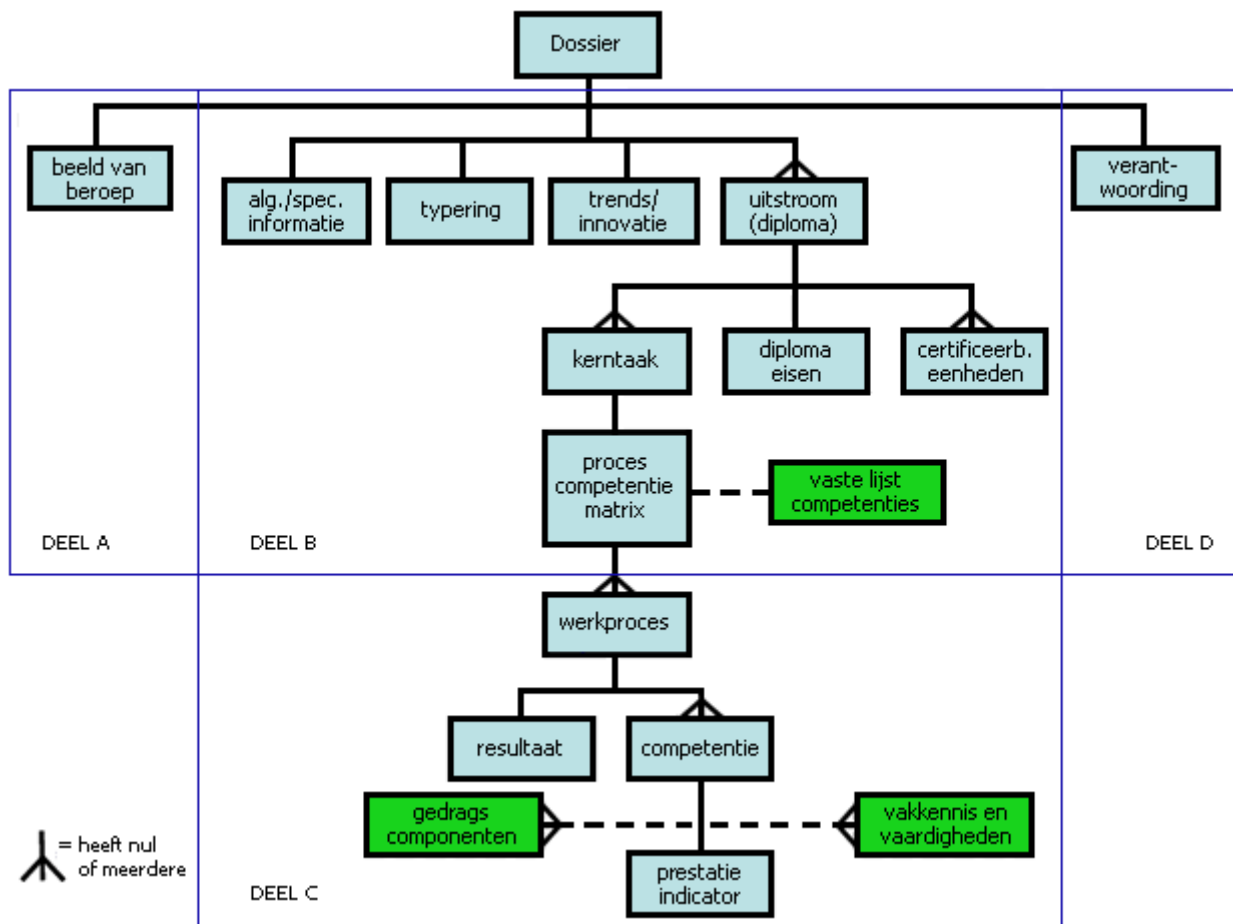 Dossier
beeld van
beroep
alg./spec.
informatie
typering
trends/
innovatie
uitstroom
(diploma)
verant-
woording
kerntaak
diploma
eisen
certificeerb.
eenheden
proces
competentie
matrix
vaste lijst
competenties
DEEL A
DEEL B
DEEL D
werkproces
resultaat
competentie
gedrags
componenten
vakkennis en
vaardigheden
= heeft nul
of meerdere
prestatie
indicator
DEEL C